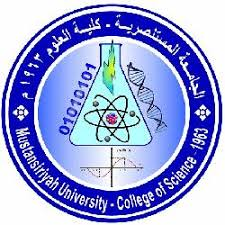 الجامعة المستنصرية - كلية العلوم ١٩٦٣ م
01010101
Mustansiriyah University - College of Science - 1963